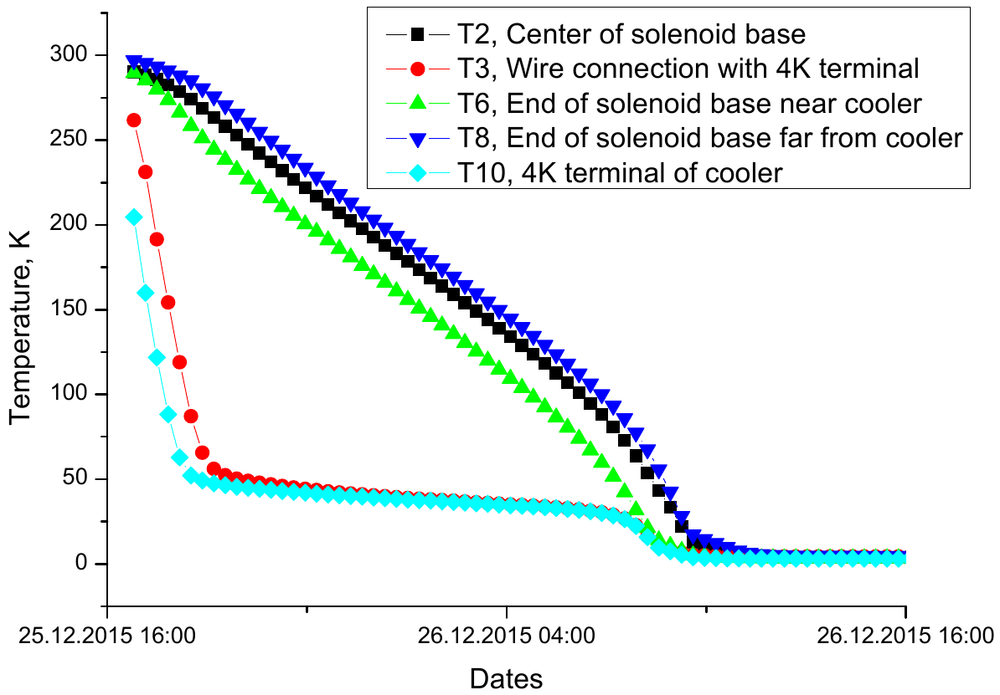 T2, Center of solenoid base
T3, Wire connection with 4K terminal
T6, End of solenoid base near cooler
T8, End of solenoid base far from cooler
T10, 4K terminal of cooler
Temperature, K
300
250
200
150
100
50
0
25.12.2015 16:00
26.12.2015 04:00
26.12.2015 16:00
Dates